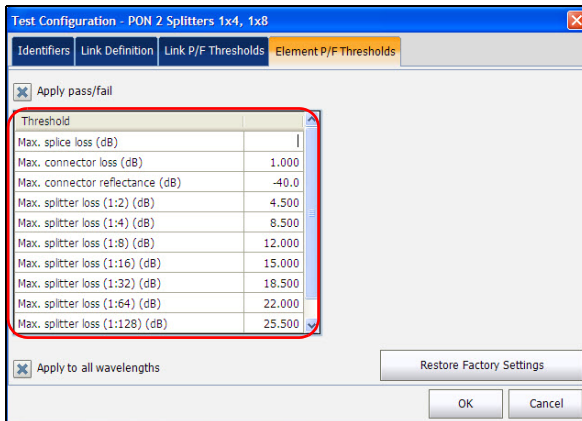 Test Configuration - PON 2 Splitters 1x4, 1x8
Identifiers Link Definition Link P/F Thresholds Element P/F Thresholds
Apply pass/fail
Threshold
Max. splice loss (dB)
Max. connector loss (dB) 1.000
Max. connector reflectance (dB) -40.0
Max. splitter loss (1:2) (dB) 4.500
Max. splitter loss (1:4) (dB) 8.500
Max. splitter loss (1:8) (dB) 12.000
Max. splitter loss (1:16) (dB) 15.000
Max. splitter loss (1:32) (dB) 18.500
Max. splitter loss (1:64) (dB) 22.000
Max. splitter loss (1:128) (dB) 25.500
Apply to all wavelengths
Restore Factory Settings
OK Cancel